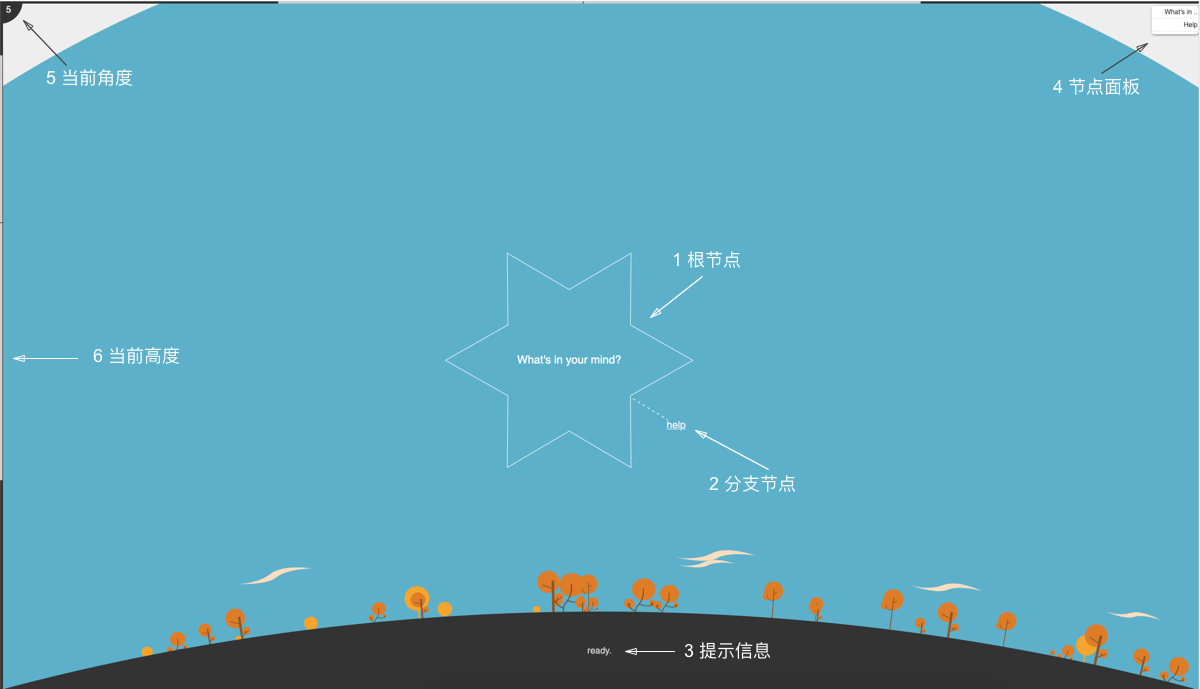 5
What's in ...
Help
5 当前角度
4 节点面板
1 根节点
6 当前高度
What's in your mind?
help
2 分支节点
ready.
3 提示信息